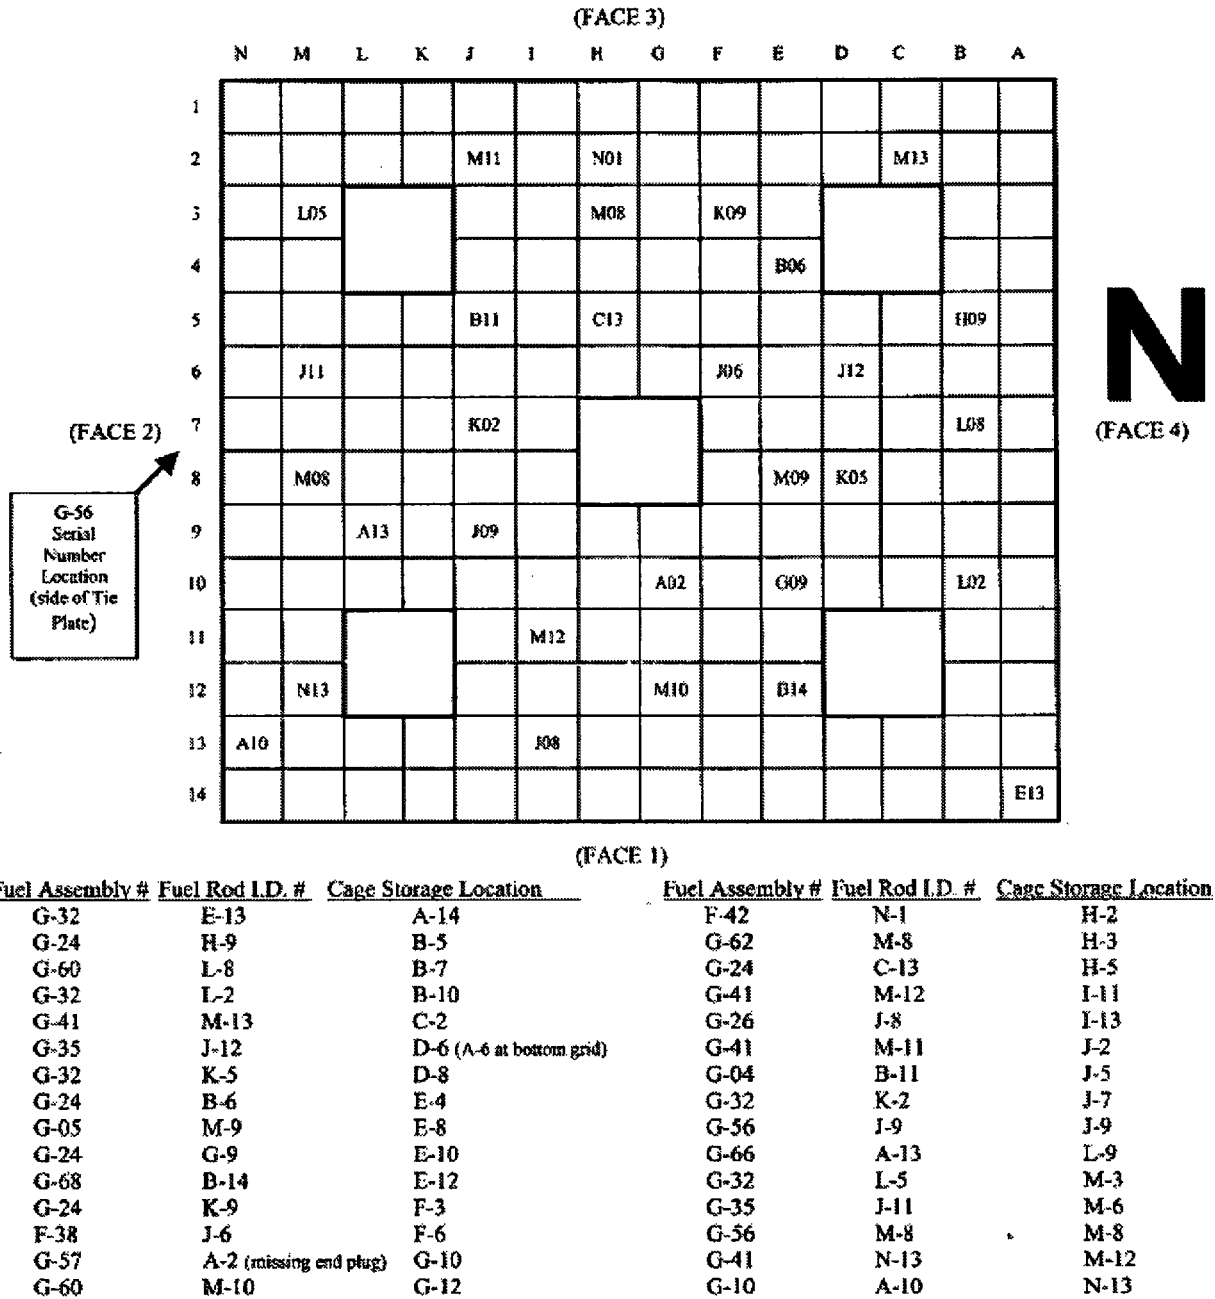 (FACE 3)
N M L K J I H G F E D C B A
1
2 M11 N01 M13
3 L05 M08 K09
4 B06
5 B11 C13 H09
N
6 J11 J06 J12
(FACE 2) 7 K02 L08 (FACE 4)
8 M08 M09 K05
G-56
Serial
Number
Location
(side of Tie
Plate)
9 A13 J09
10 A02 G09 L02
11 M12
12 N13 M10 B14
13 A10 J08
14 E13
(FACE 1)
Fuel Assembly # Fuel Rod I.D. # Cage Storage Location Fuel Assembly # Fuel Rod I.D. # Cage Storage Location
G-32 E-13 A-14 F-42 N-1 H-2
G-24 H-9 B-5 G-62 M-8 H-3
G-60 L-8 B-7 G-24 C-13 H-5
G-32 L-2 B-10 G-41 M-12 I-11
G-41 M-13 C-2 G-26 J-8 I-13
G-35 J-12 D-6 (A-6 at bottom grid) G-41 M-11 J-2
G-32 K-5 D-8 G-04 B-11 J-5
G-24 B-6 E-4 G-32 K-2 J-7
G-05 M-9 E-8 G-56 J-9 J-9
G-24 G-9 E-10 G-66 A-13 L-9
G-68 B-14 E-12 G-32 L-5 M-3
G-24 K-9 F-3 G-35 J-11 M-6
F-38 J-6 F-6 G-56 M-8 M-8
G-57 A-2 (missing end plug) G-10 G-41 N-13 M-12
G-60 M-10 G-12 G-10 A-10 N-13